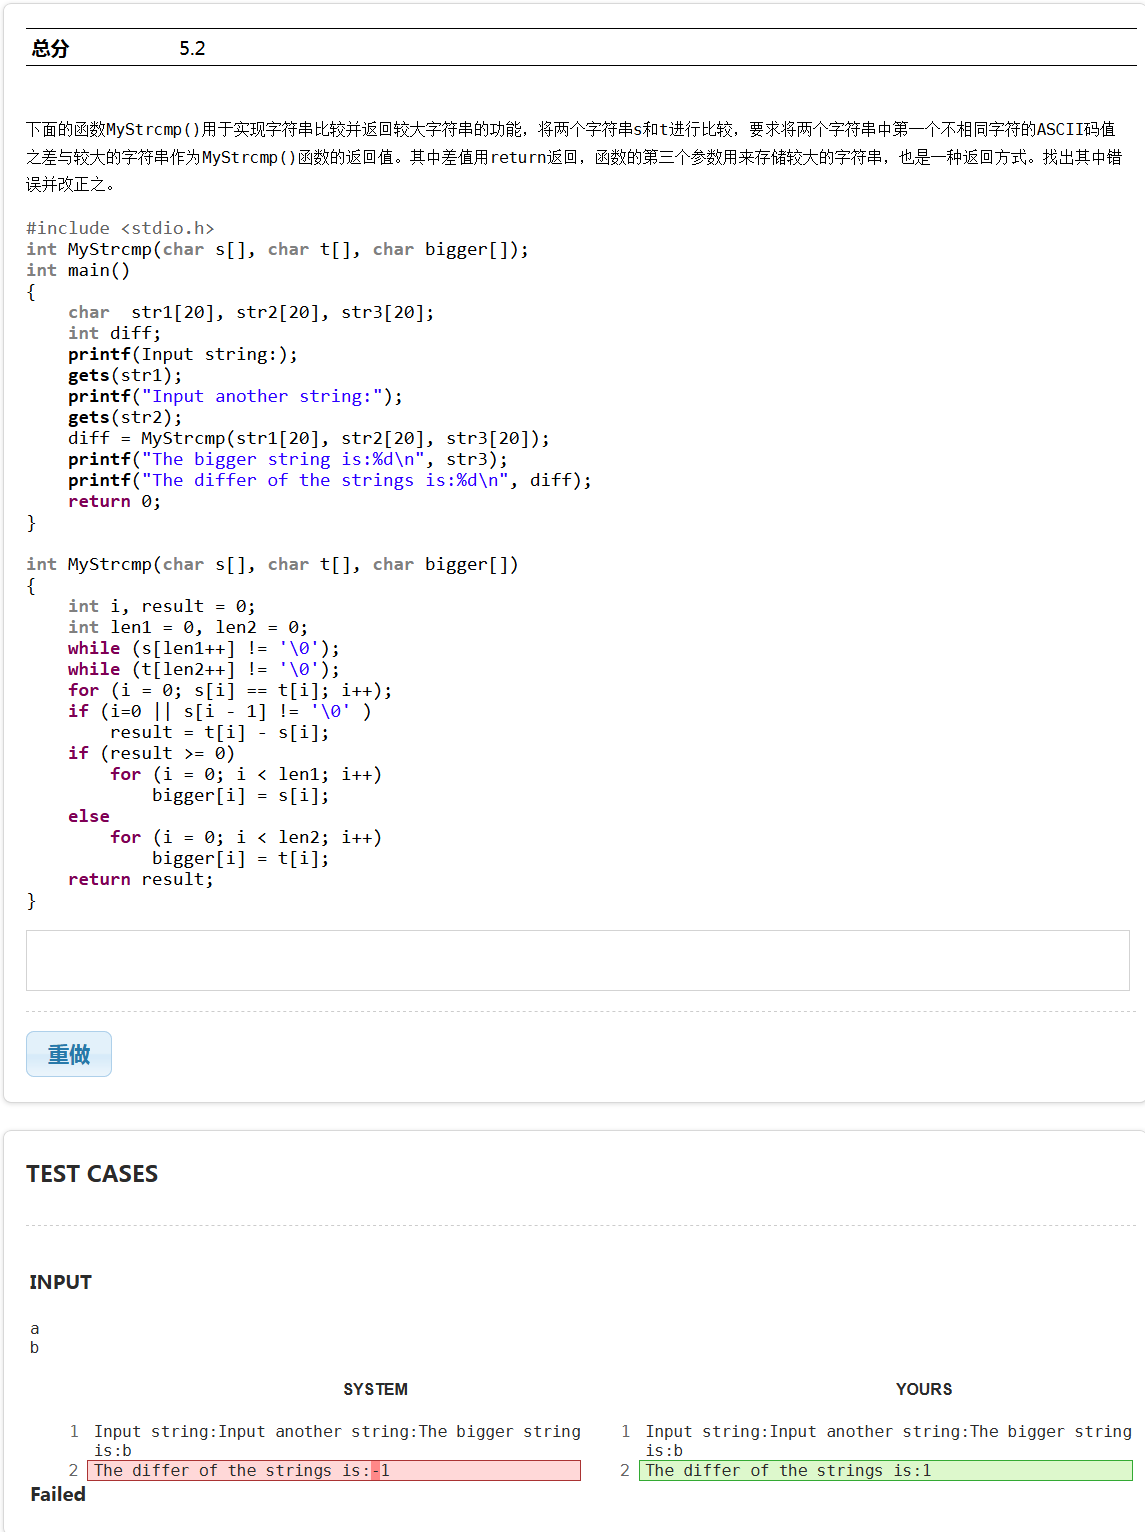 总分 5.2
下面的函数MyStrcmp()用于实现字符串比较并返回较大字符串的功能，将两个字符串s和t进行比较，要求将两个字符串中第一个不相同字符的ASCII码值
之差与较大的字符串作为MyStrcmp()函数的返回值。其中差值用return返回，函数的第三个参数用来存储较大的字符串，也是一种返回方式。找出其中错
误并改正之。
#include <stdio.h>
int MyStrcmp(char s[], char t[], char bigger[]);
int main()
{
    char  str1[20], str2[20], str3[20];
    int diff;
    printf(Input string:);
    gets(str1);
    printf("Input another string:");
    gets(str2);
    diff = MyStrcmp(str1[20], str2[20], str3[20]);
    printf("The bigger string is:%d\n", str3);
    printf("The differ of the strings is:%d\n", diff);
    return 0;
}
int MyStrcmp(char s[], char t[], char bigger[])
{
    int i, result = 0;
    int len1 = 0, len2 = 0;
    while (s[len1++] != '\0');
    while (t[len2++] != '\0');
    for (i = 0; s[i] == t[i]; i++);
    if (i=0 || s[i - 1] != '\0' )
        result = t[i] - s[i];
    if (result >= 0)
        for (i = 0; i < len1; i++)
            bigger[i] = s[i];
    else
        for (i = 0; i < len2; i++)
            bigger[i] = t[i];
    return result;
}
重做
TEST CASES
INPUT
a
b
SYSTEM
1 Input string:Input another string:The bigger string
is:b
2 The differ of the strings is:-1
YOURS
1 Input string:Input another string:The bigger string
is:b
2 The differ of the strings is:1
Failed